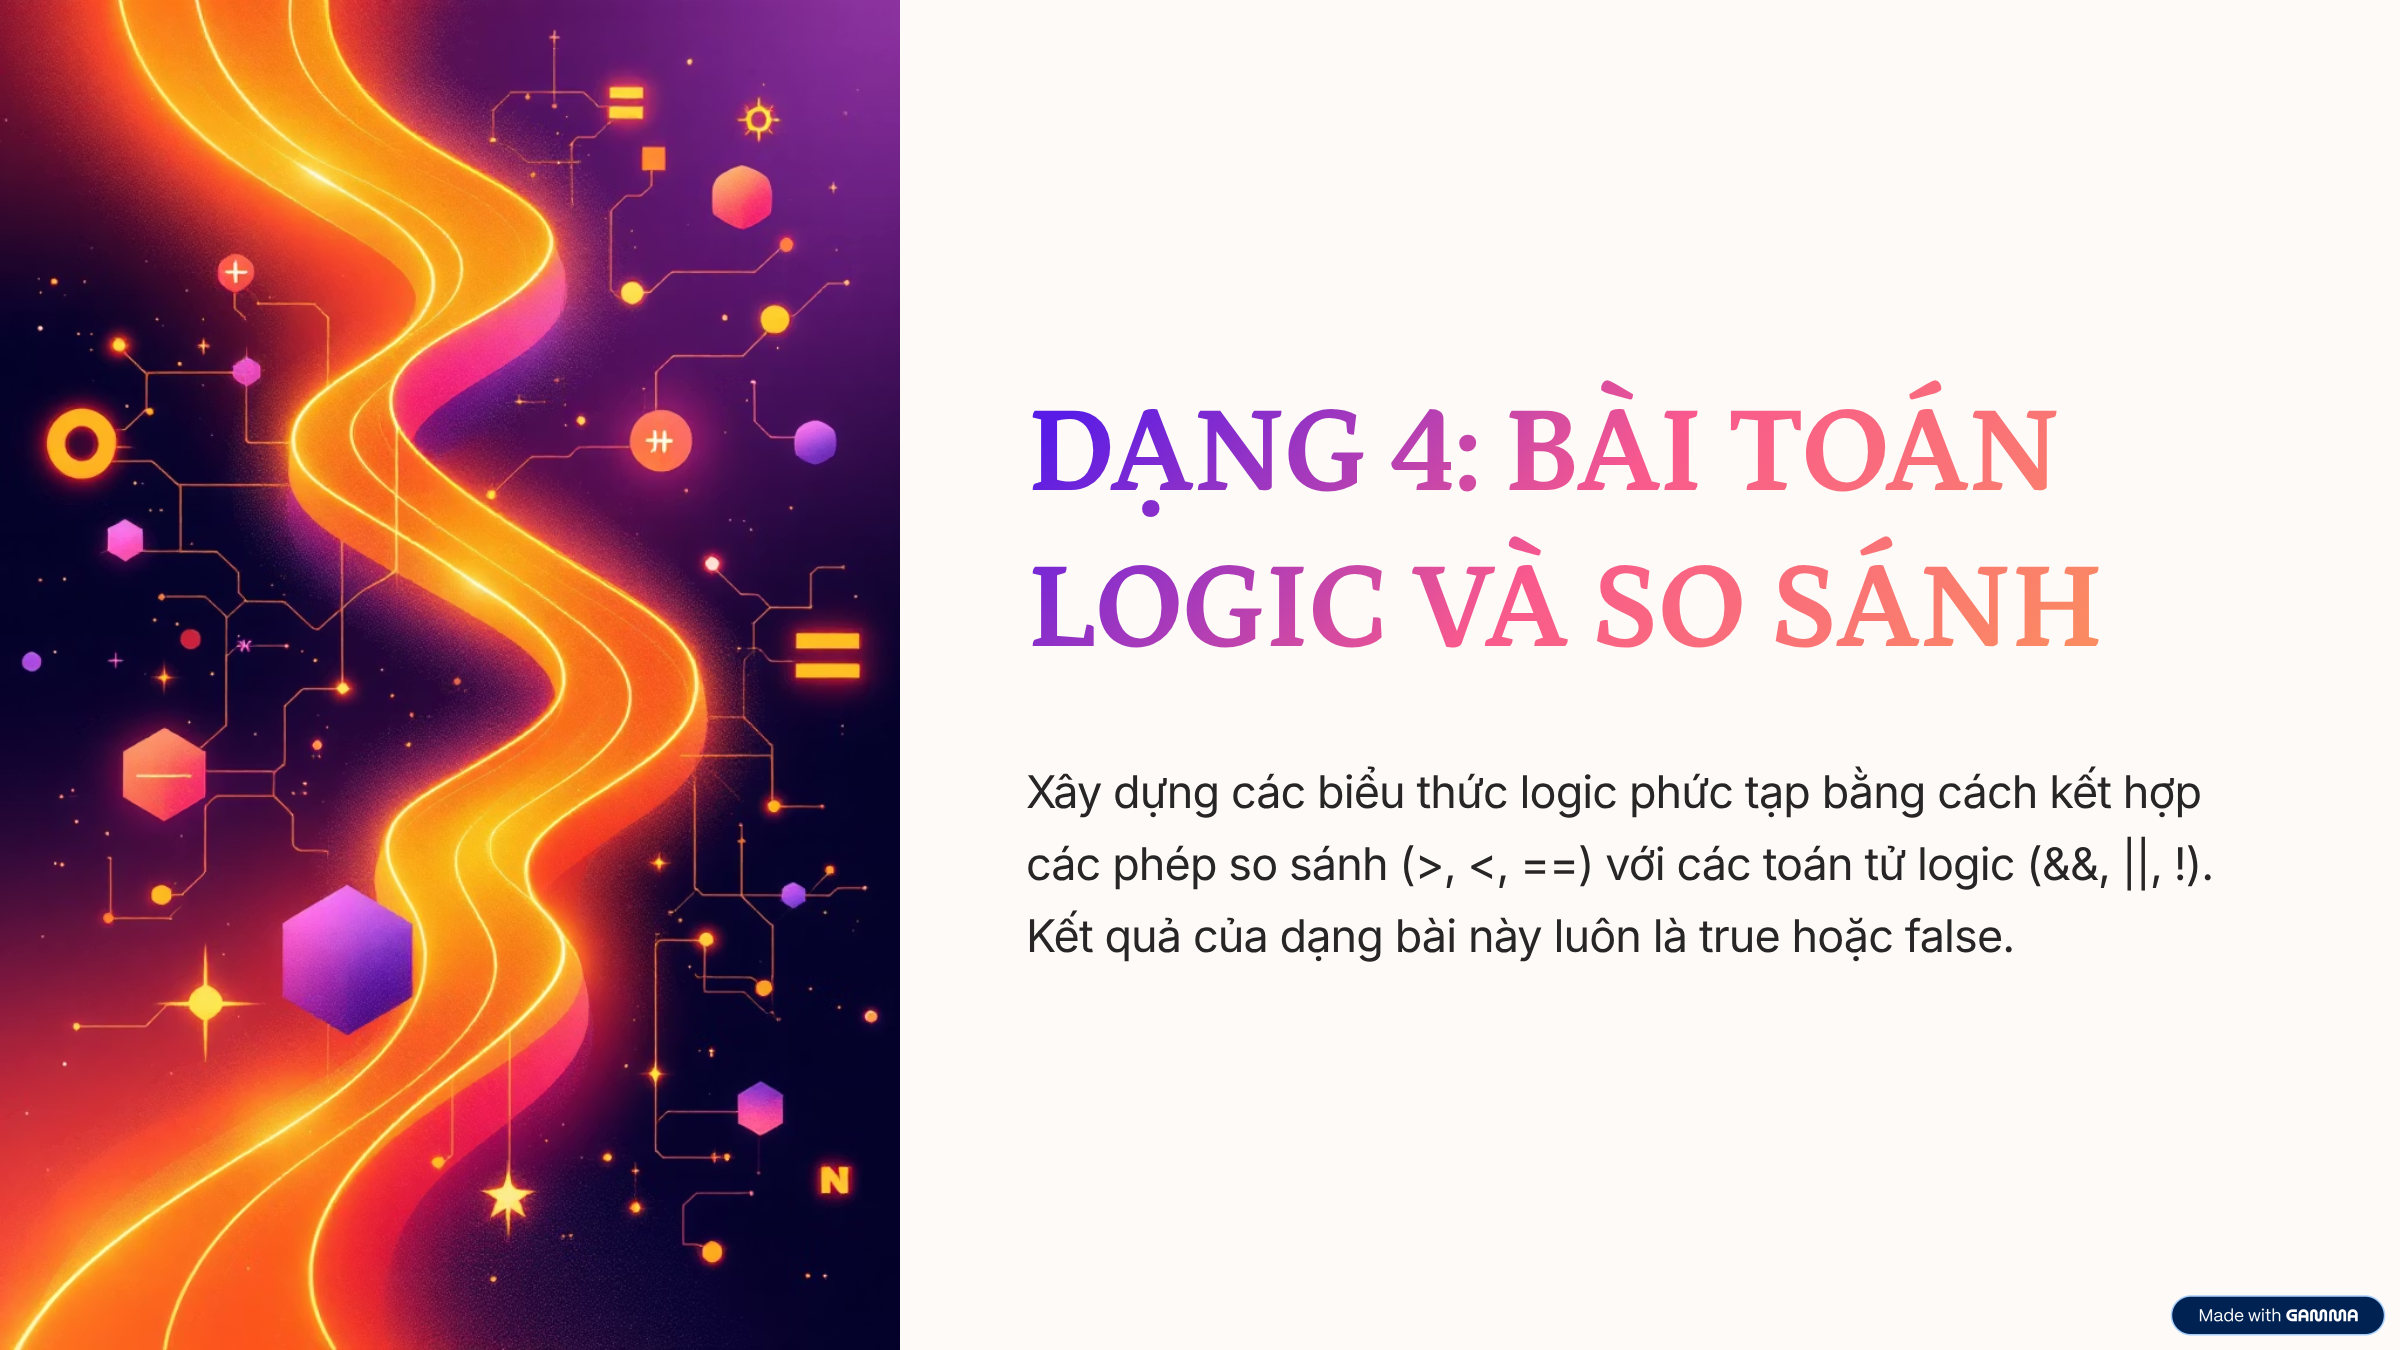 DẠNG 4: BÀI TOÁN
LOGIC VÀ SO SÁNH
Xây dựng các biểu thức logic phức tạp bằng cách kết hợp
các phép so sánh (>, <, ==) với các toán tử logic (&&, ||, !).
Kết quả của dạng bài này luôn là true hoặc false.
N
Made with GAMMA